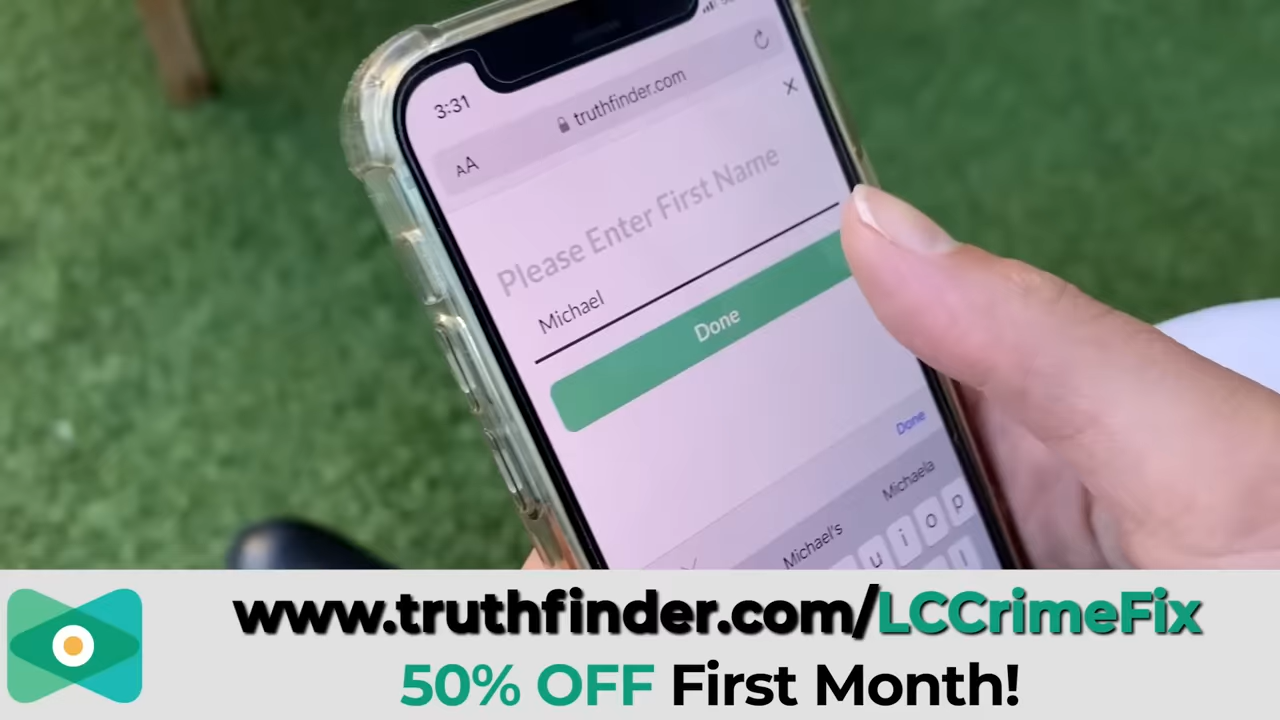 3:31
AA
truthfinder.com
Please Enter First Name
Michael
Done
Done
Michael's
Michaela
u i o p
www.truthfinder.com/LCCrimeFix
50% OFF First Month!